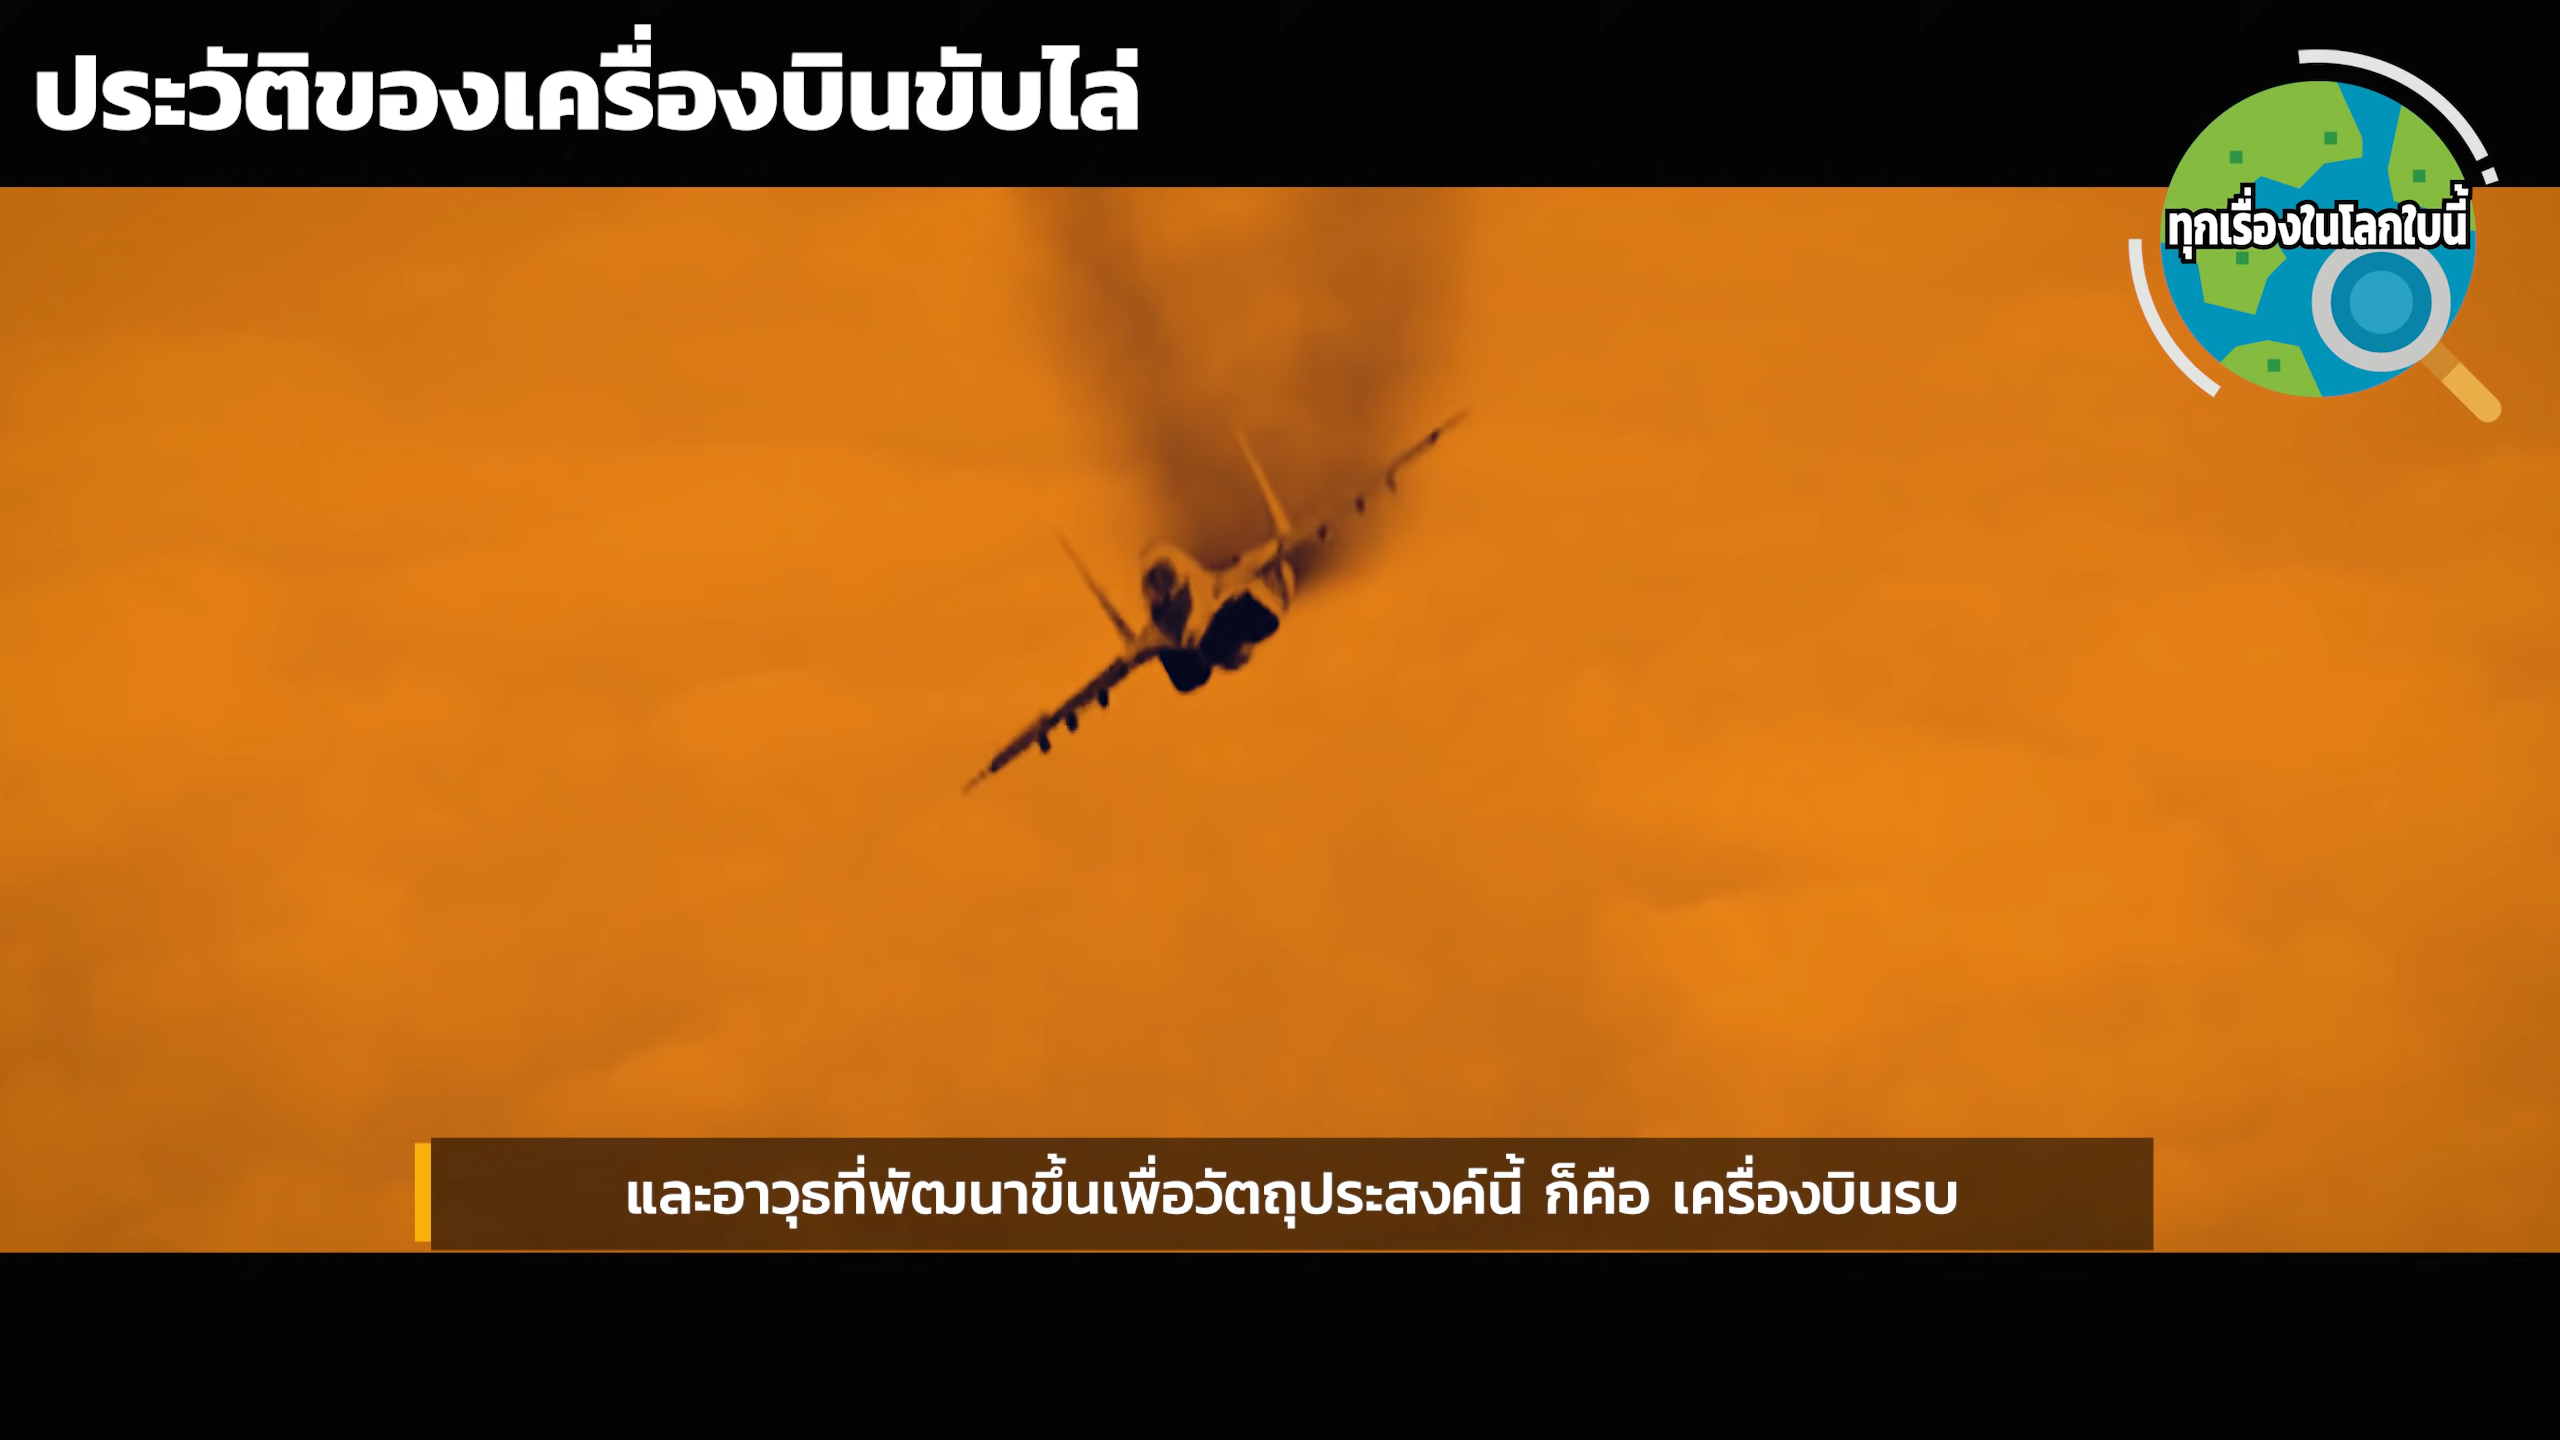 ประวัติของเครื่องบินขับไล่
ทุกเรื่องในโลกใบนี้
และอาวุธที่พัฒนาขึ้นเพื่อวัตถุประสงค์นี้ ก็คือ เครื่องบินรบ